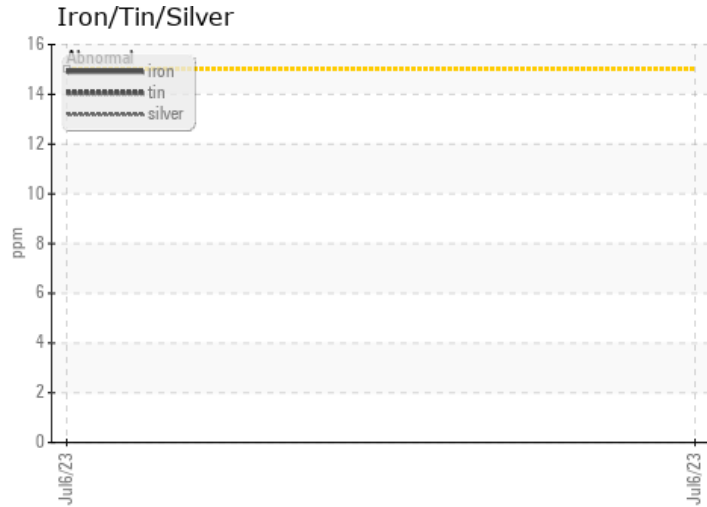 Iron/Tin/Silver
16
14
12
10
8
6
4
2
0
ppm
Abnormal
iron
tin
silver
Jul6/23
Jul6/23